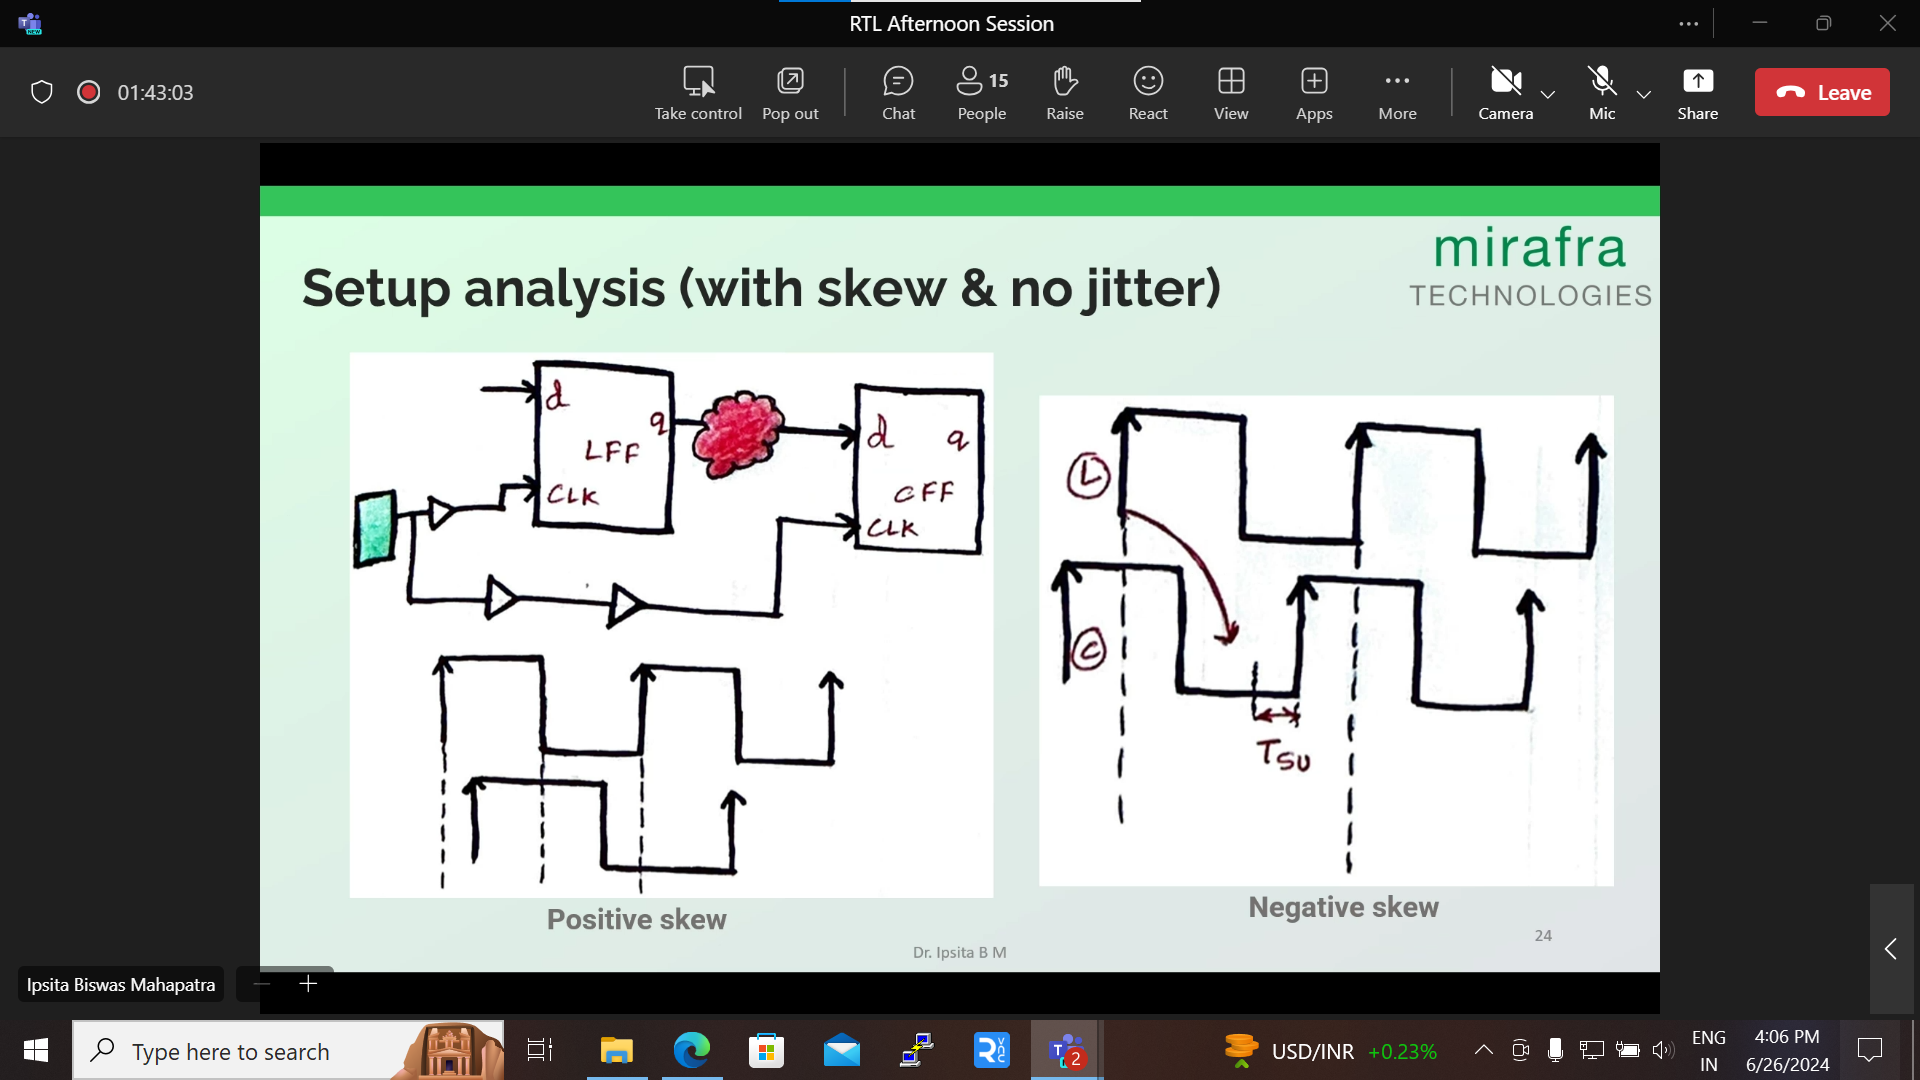 RTL Afternoon Session
01:43:03
Take control
Pop out
Chat
15
People
Raise
React
View
Apps
More
Camera
Mic
Share
Leave
mirafra
TECHNOLOGIES
Setup analysis (with skew & no jitter)
d
q
LFF
CLK
d q
CFF
CLK
L
C
TSU
Positive skew
Negative skew
24
Dr. Ipsita B M
Ipsita Biswas Mahapatra
Type here to search
T
NEW
2
USD/INR +0.23%
ENG
IN
4:06 PM
6/26/2024